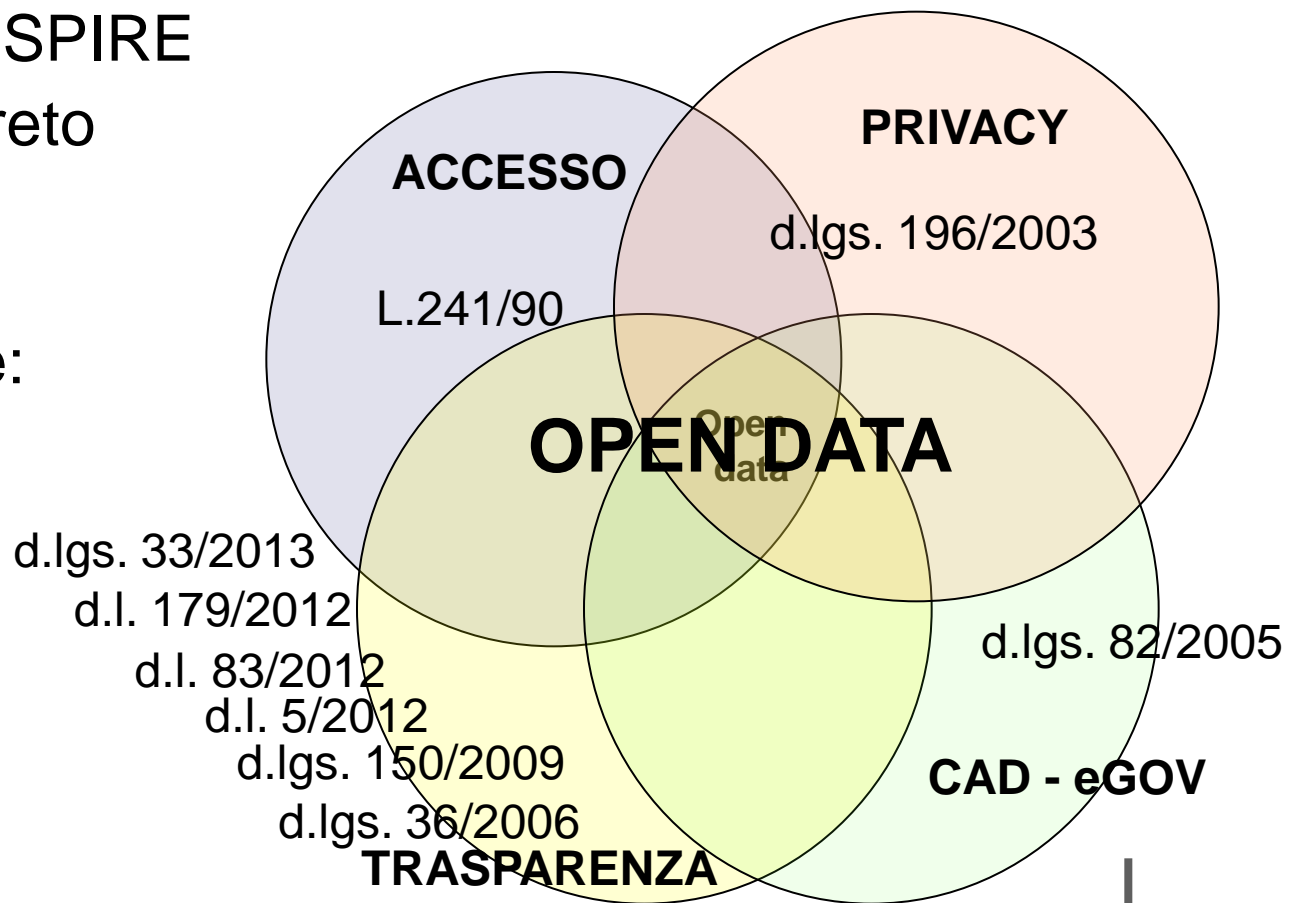 SPIRE
reto
e:
ACCESSO
PRIVACY
d.lgs. 196/2003
L.241/90
Open
data
OPEN DATA
d.lgs. 33/2013
d.l. 179/2012
d.l. 83/2012
d.l. 5/2012
d.lgs. 150/2009
d.lgs. 36/2006
TRASPARENZA
d.lgs. 82/2005
CAD - eGOV